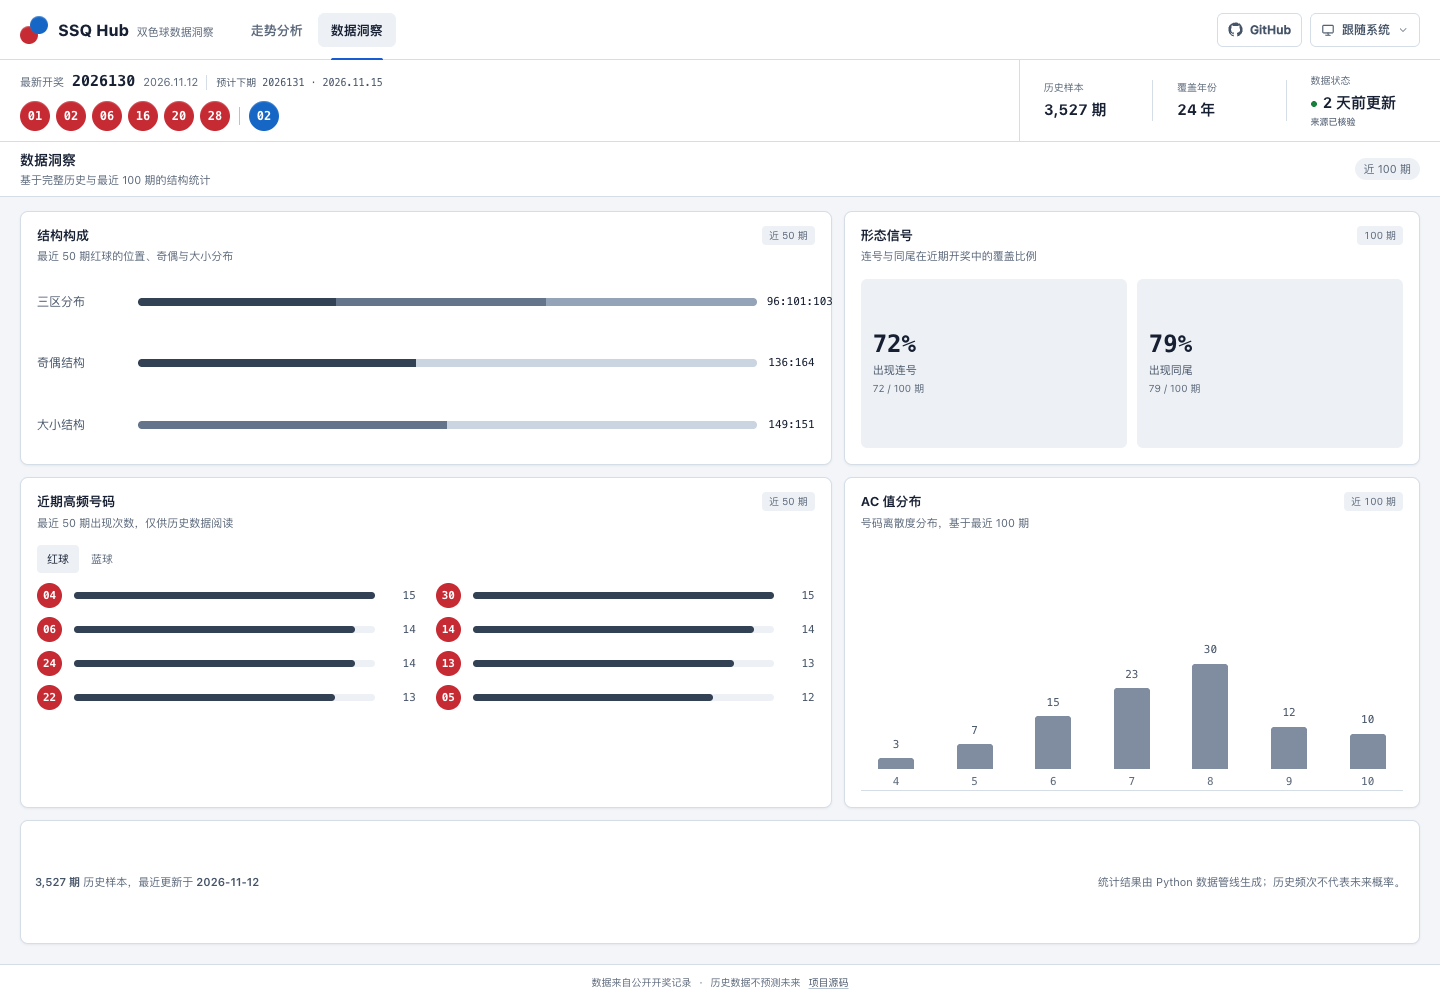 SSQ Hub 双色球数据洞察 走势分析 数据洞察 GitHub 跟随系统
最新开奖 2026130 2026.11.12 预计下期 2026131 · 2026.11.15
01 02 06 16 20 28 02
历史样本
3,527 期
覆盖年份
24 年
数据状态
2 天前更新
来源已核验
数据洞察
基于完整历史与最近 100 期的结构统计
近 100 期
结构构成 近 50 期
最近 50 期红球的位置、奇偶与大小分布
三区分布 96:101:103
奇偶结构 136:164
大小结构 149:151
形态信号 100 期
连号与同尾在近期开奖中的覆盖比例
72%
出现连号
72 / 100 期
79%
出现同尾
79 / 100 期
近期高频号码 近 50 期
最近 50 期出现次数，仅供历史数据阅读
红球 蓝球
04 15 30 15
06 14 14 14
24 14 13 13
22 13 05 12
AC 值分布 近 100 期
号码离散度分布，基于最近 100 期
3 7 15 23 30 12 10
4 5 6 7 8 9 10
3,527 期 历史样本，最近更新于 2026-11-12
统计结果由 Python 数据管线生成；历史频次不代表未来概率。
数据来自公开开奖记录 · 历史数据不预测未来 项目源码